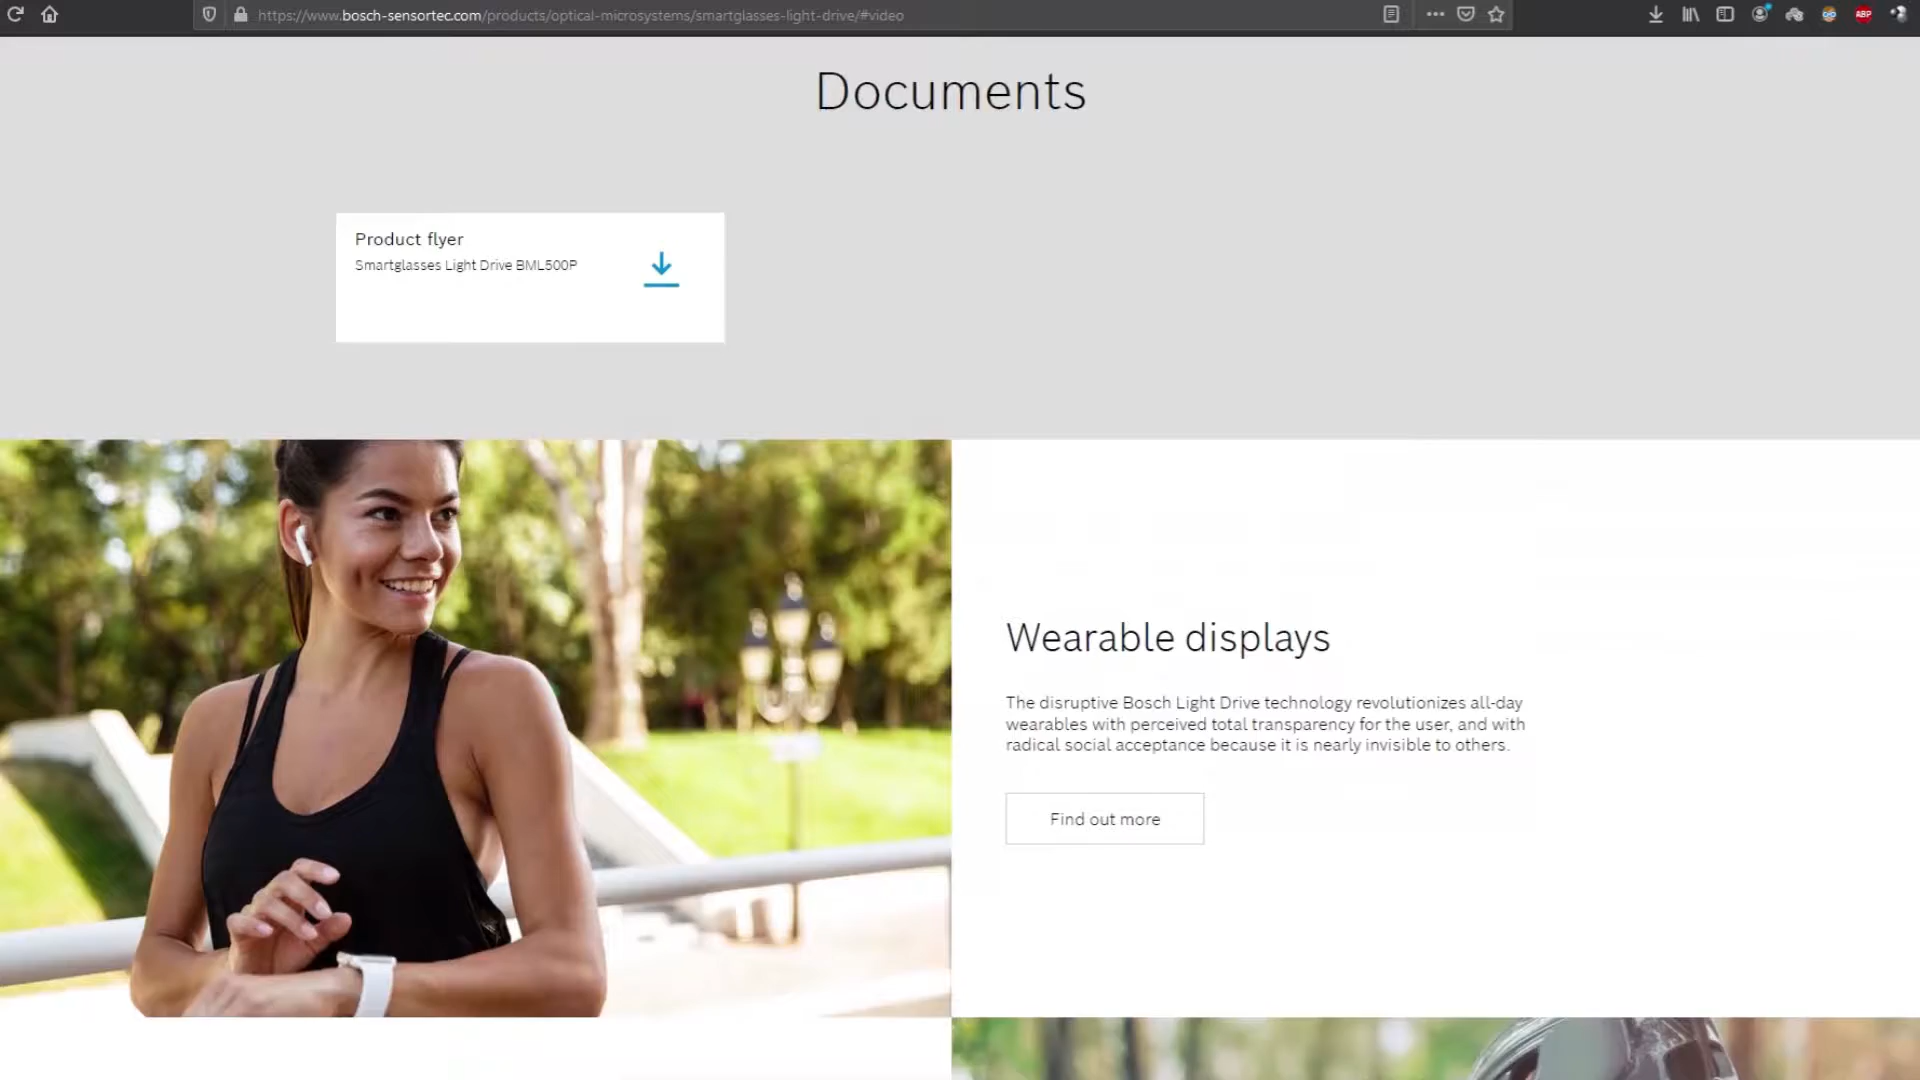 https://www.bosch-sensortec.com/products/optical-microsystems/smartglasses-light-drive/#video
ABP
Documents
Product flyer
Smartglasses Light Drive BML500P
Wearable displays
The disruptive Bosch Light Drive technology revolutionizes all-day
wearables with perceived total transparency for the user, and with
radical social acceptance because it is nearly invisible to others.
Find out more